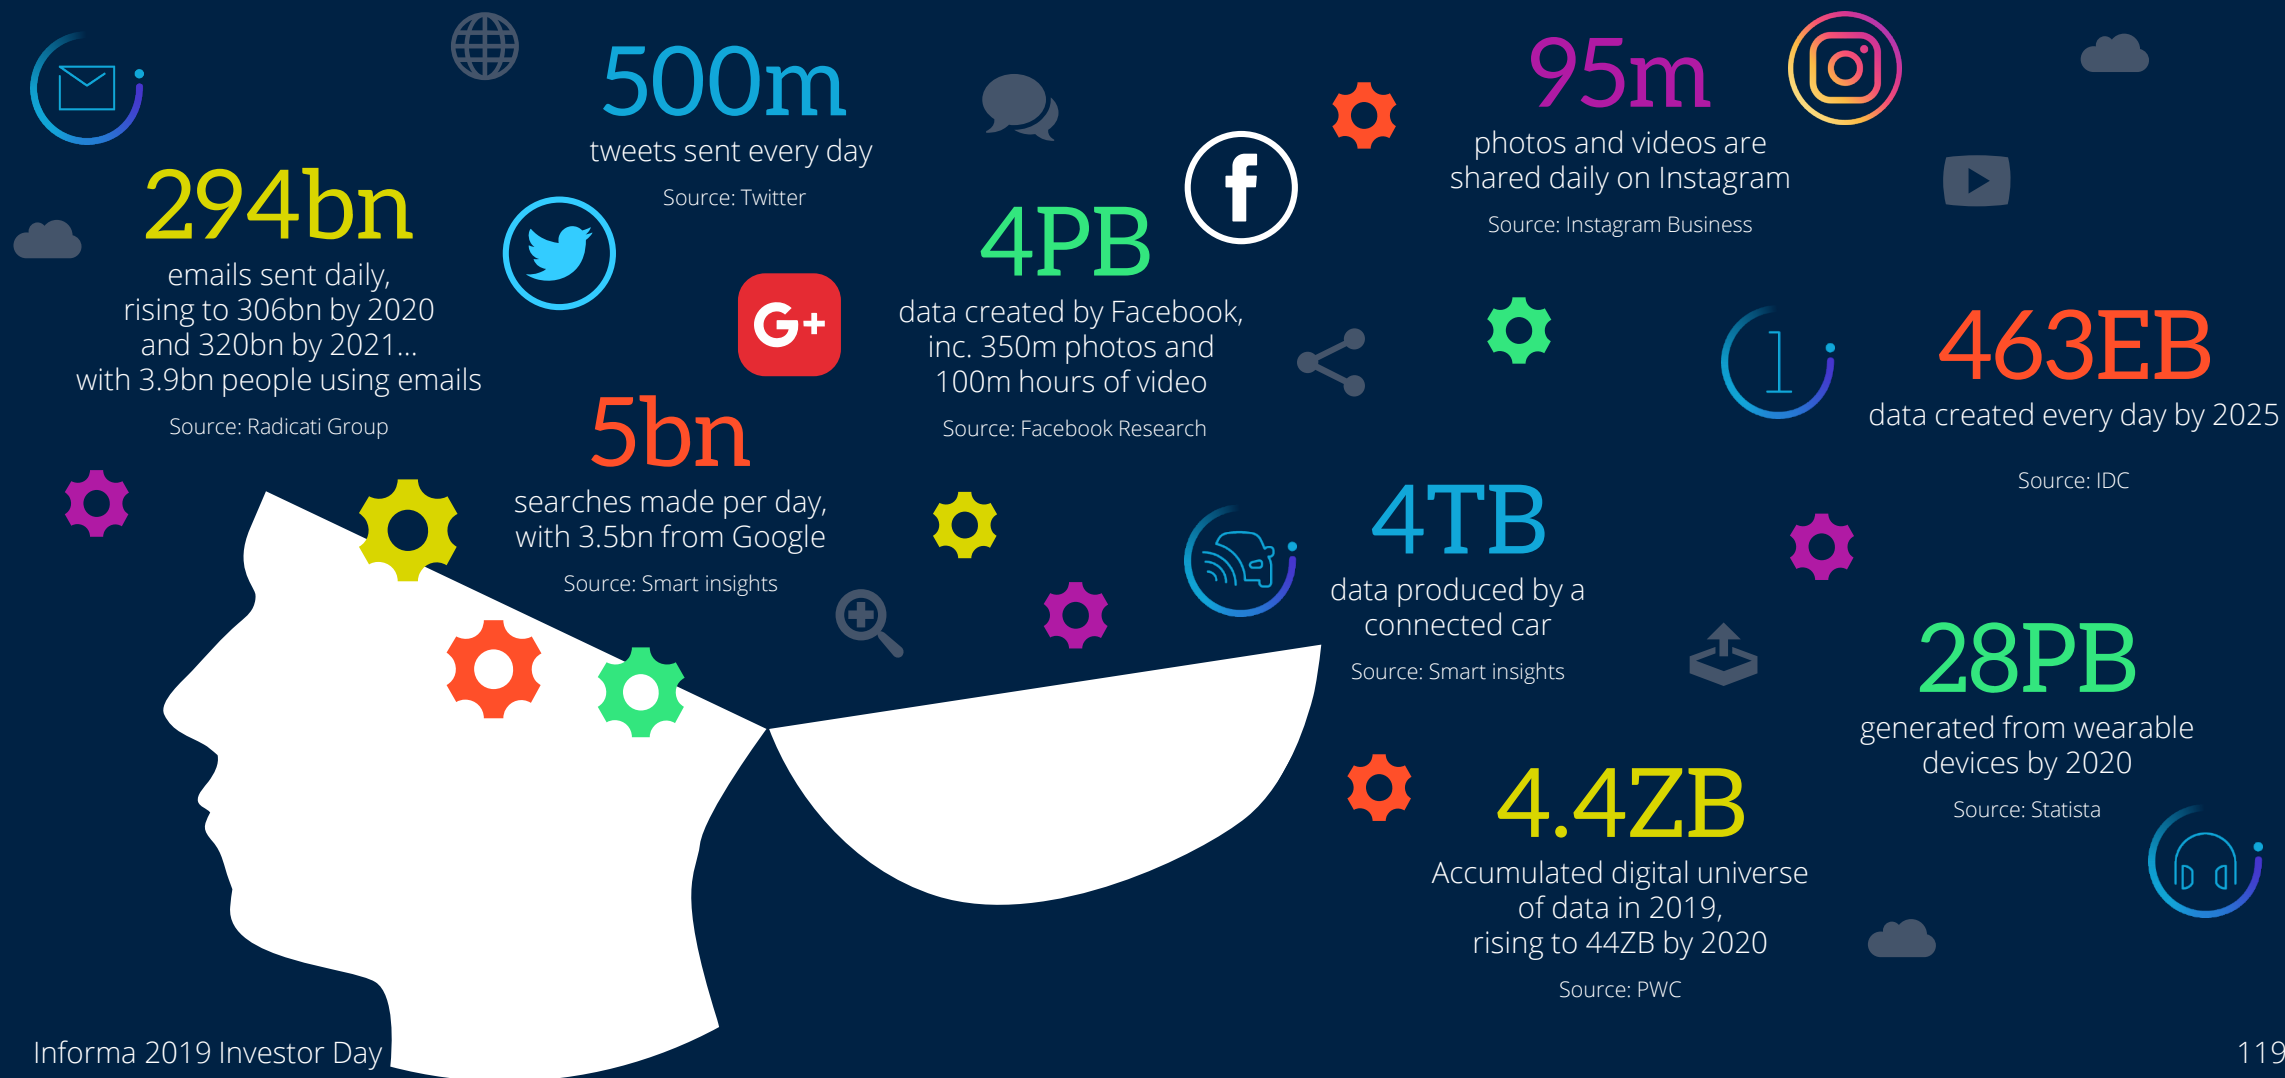 500m
tweets sent every day
Source: Twitter
95m
photos and videos are
shared daily on Instagram
Source: Instagram Business
294bn
emails sent daily,
rising to 306bn by 2020
and 320bn by 2021...
with 3.9bn people using emails
Source: Radicati Group
f
4PB
data created by Facebook,
inc. 350m photos and
100m hours of video
Source: Facebook Research
G+
1
463EB
data created every day by 2025
Source: IDC
5bn
searches made per day,
with 3.5bn from Google
Source: Smart insights
4TB
data produced by a
connected car
Source: Smart insights
28PB
generated from wearable
devices by 2020
Source: Statista
4.4ZB
Accumulated digital universe
of data in 2019,
rising to 44ZB by 2020
Source: PWC
Informa 2019 Investor Day
119